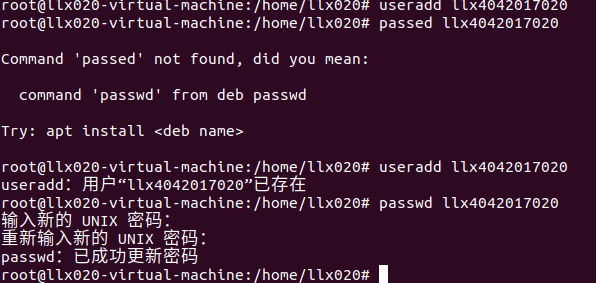 root@llx020-virtual-machine:/home/llx020# useradd llx4042017020
root@llx020-virtual-machine:/home/llx020# passed llx4042017020
Command 'passed' not found, did you mean:
command 'passwd' from deb passwd
Try: apt install <deb name>
root@llx020-virtual-machine:/home/llx020# useradd llx4042017020
useradd：用户“llx4042017020”已存在
root@llx020-virtual-machine:/home/llx020# passwd llx4042017020
输入新的 UNIX 密码：
重新输入新的 UNIX 密码：
passwd：已成功更新密码
root@llx020-virtual-machine:/home/llx020#